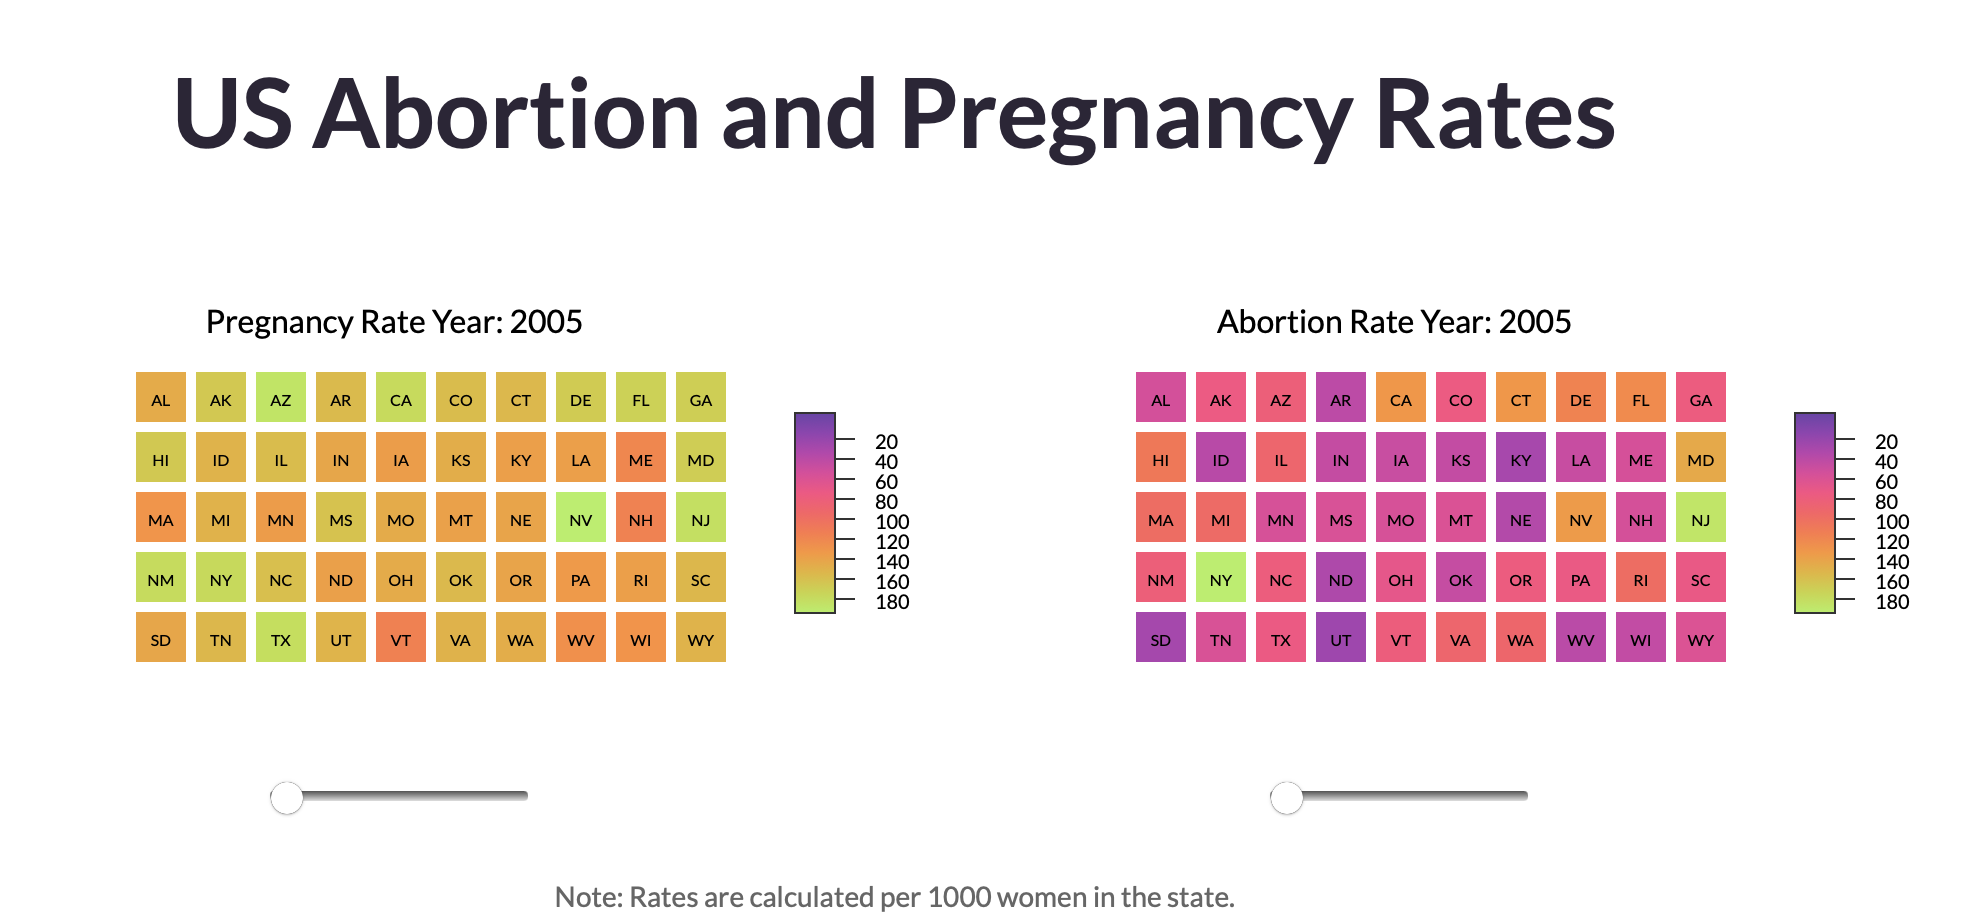 US Abortion and Pregnancy Rates
Pregnancy Rate Year: 2005
AL AK AZ AR CA CO CT DE FL GA
HI ID IL IN IA KS KY LA ME MD
MA MI MN MS MO MT NE NV NH NJ
NM NY NC ND OH OK OR PA RI SC
SD TN TX UT VT VA WA WV WI WY
20
40
60
80
100
120
140
160
180
Abortion Rate Year: 2005
AL AK AZ AR CA CO CT DE FL GA
HI ID IL IN IA KS KY LA ME MD
MA MI MN MS MO MT NE NV NH NJ
NM NY NC ND OH OK OR PA RI SC
SD TN TX UT VT VA WA WV WI WY
20
40
60
80
100
120
140
160
180
Note: Rates are calculated per 1000 women in the state.